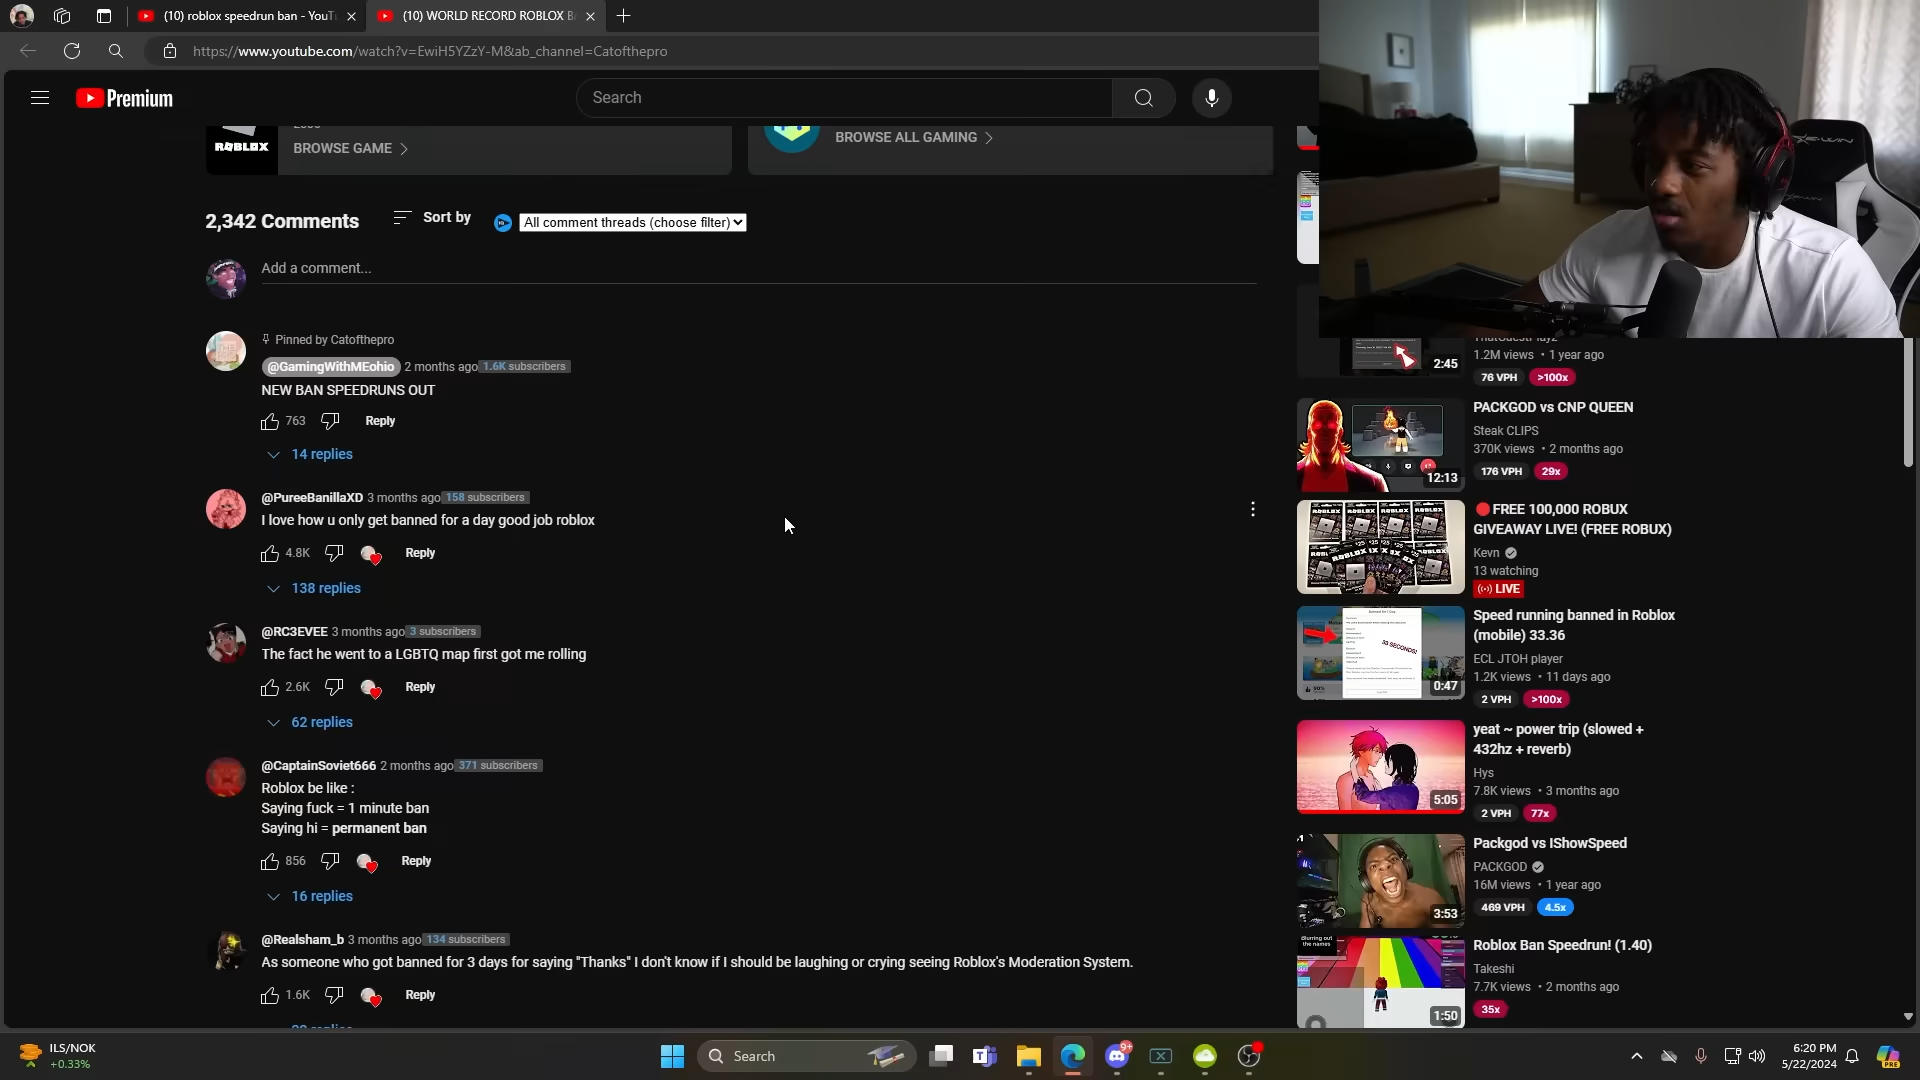 (10) roblox speedrun ban - YouT
(10) WORLD RECORD ROBLOX B
https://www.youtube.com/watch?v=EwiH5YZzY-M&ab_channel=Catofthepro
Premium
Search
ROBLOX
BROWSE GAME
BROWSE ALL GAMING
2,342 Comments
Sort by
All comment threads (choose filter)
Add a comment...
Pinned by Catofthepro
@GamingWithMEohio 2 months ago 1.6K subscribers
NEW BAN SPEEDRUNS OUT
763 Reply
14 replies
@PureeBanillaXD 3 months ago 158 subscribers
I love how u only get banned for a day good job roblox
4.8K Reply
138 replies
@RC3EVEE 3 months ago 3 subscribers
The fact he went to a LGBTQ map first got me rolling
2.6K Reply
62 replies
@CaptainSoviet666 2 months ago 371 subscribers
Roblox be like :
Saying fuck = 1 minute ban
Saying hi = permanent ban
856 Reply
16 replies
@Realsham_b 3 months ago 134 subscribers
As someone who got banned for 3 days for saying "Thanks" I don't know if I should be laughing or crying seeing Roblox's Moderation System.
1.6K Reply
2:45
1.2M views • 1 year ago
76 VPH >100x
12:13
PACKGOD vs CNP QUEEN
Steak CLIPS
370K views • 2 months ago
176 VPH 29x
FREE 100,000 ROBUX
GIVEAWAY LIVE! (FREE ROBUX)
Kevn
13 watching
LIVE
33 SECONDS!
0:47
Speed running banned in Roblox
(mobile) 33.36
ECL JTOH player
1.2K views • 11 days ago
2 VPH >100x
5:05
yeat ~ power trip (slowed +
432hz + reverb)
Hys
7.8K views • 3 months ago
2 VPH 77x
3:53
Packgod vs IShowSpeed
PACKGOD
16M views • 1 year ago
469 VPH 4.5x
Blurring out
the names
1:50
Roblox Ban Speedrun! (1.40)
Takeshi
7.7K views • 2 months ago
35x
ILS/NOK
+0.33%
Search
9+
6:20 PM
5/22/2024
PRE